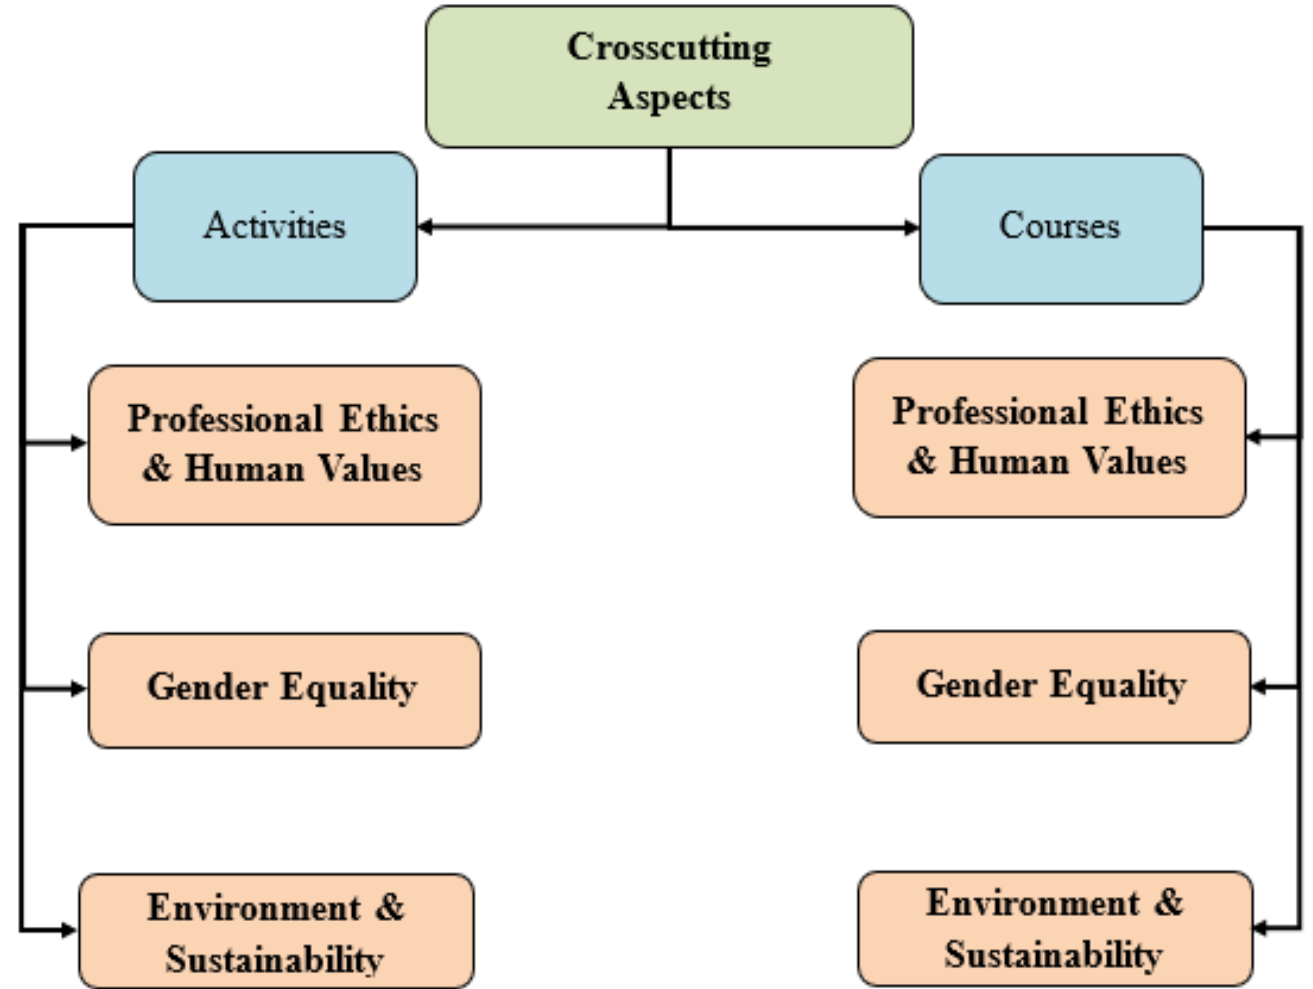 Crosscutting
Aspects
Activities
Courses
Professional Ethics
& Human Values
Professional Ethics
& Human Values
Gender Equality
Gender Equality
Environment &
Sustainability
Environment &
Sustainability